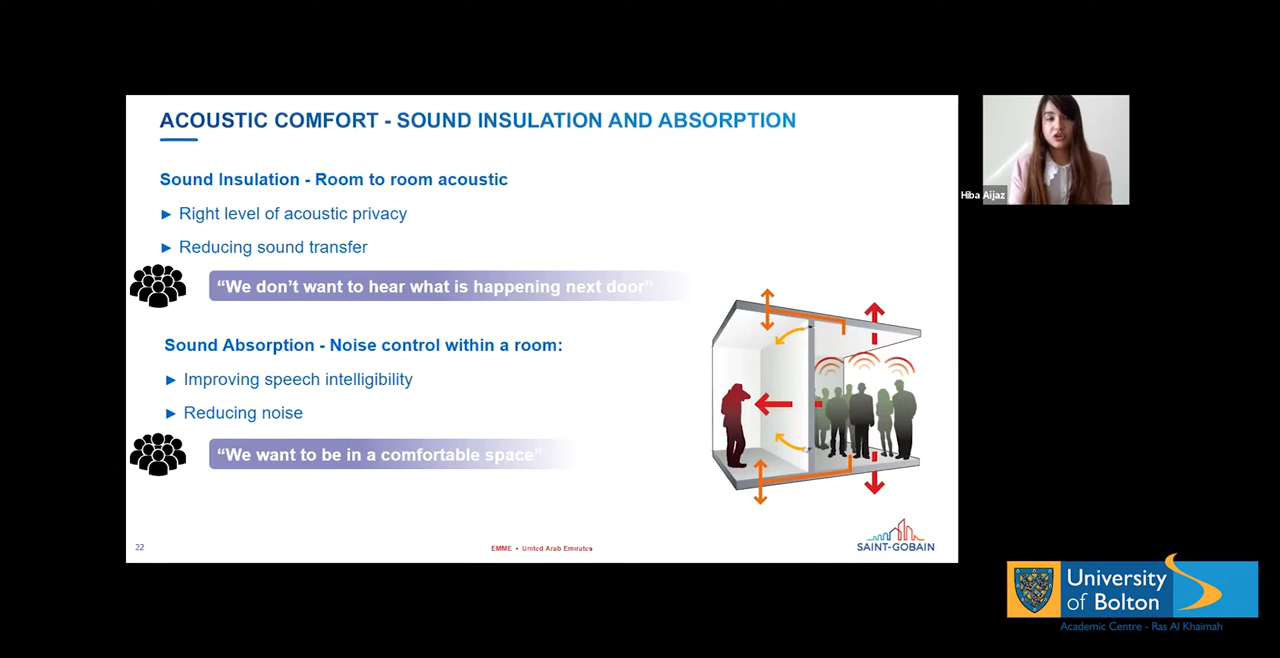 ACOUSTIC COMFORT - SOUND INSULATION AND ABSORPTION
Sound Insulation - Room to room acoustic
► Right level of acoustic privacy
► Reducing sound transfer
“We don’t want to hear what is happening next door”
Sound Absorption - Noise control within a room:
► Improving speech intelligibility
► Reducing noise
“We want to be in a comfortable space”
22
EMME • United Arab Emirates
SAINT-GOBAIN
Hiba Aijaz
University
of Bolton
Academic Centre - Ras Al Khaimah